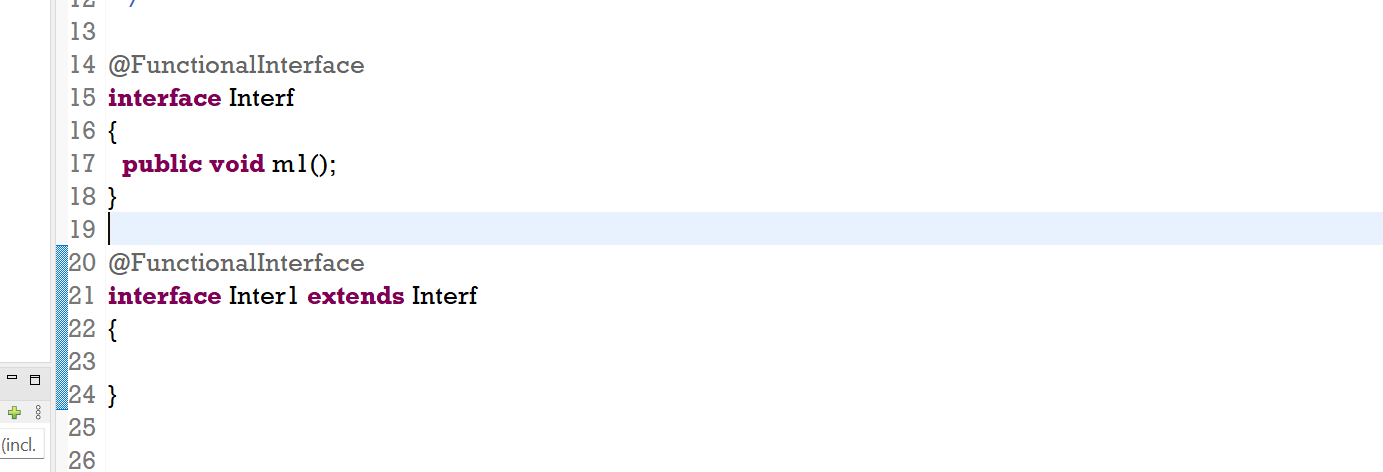 13
14 @FunctionalInterface
15 interface Interf
16 {
17 public void m1();
18 }
19
20 @FunctionalInterface
21 interface Inter1 extends Interf
22 {
23
24 }
25
26
(incl.